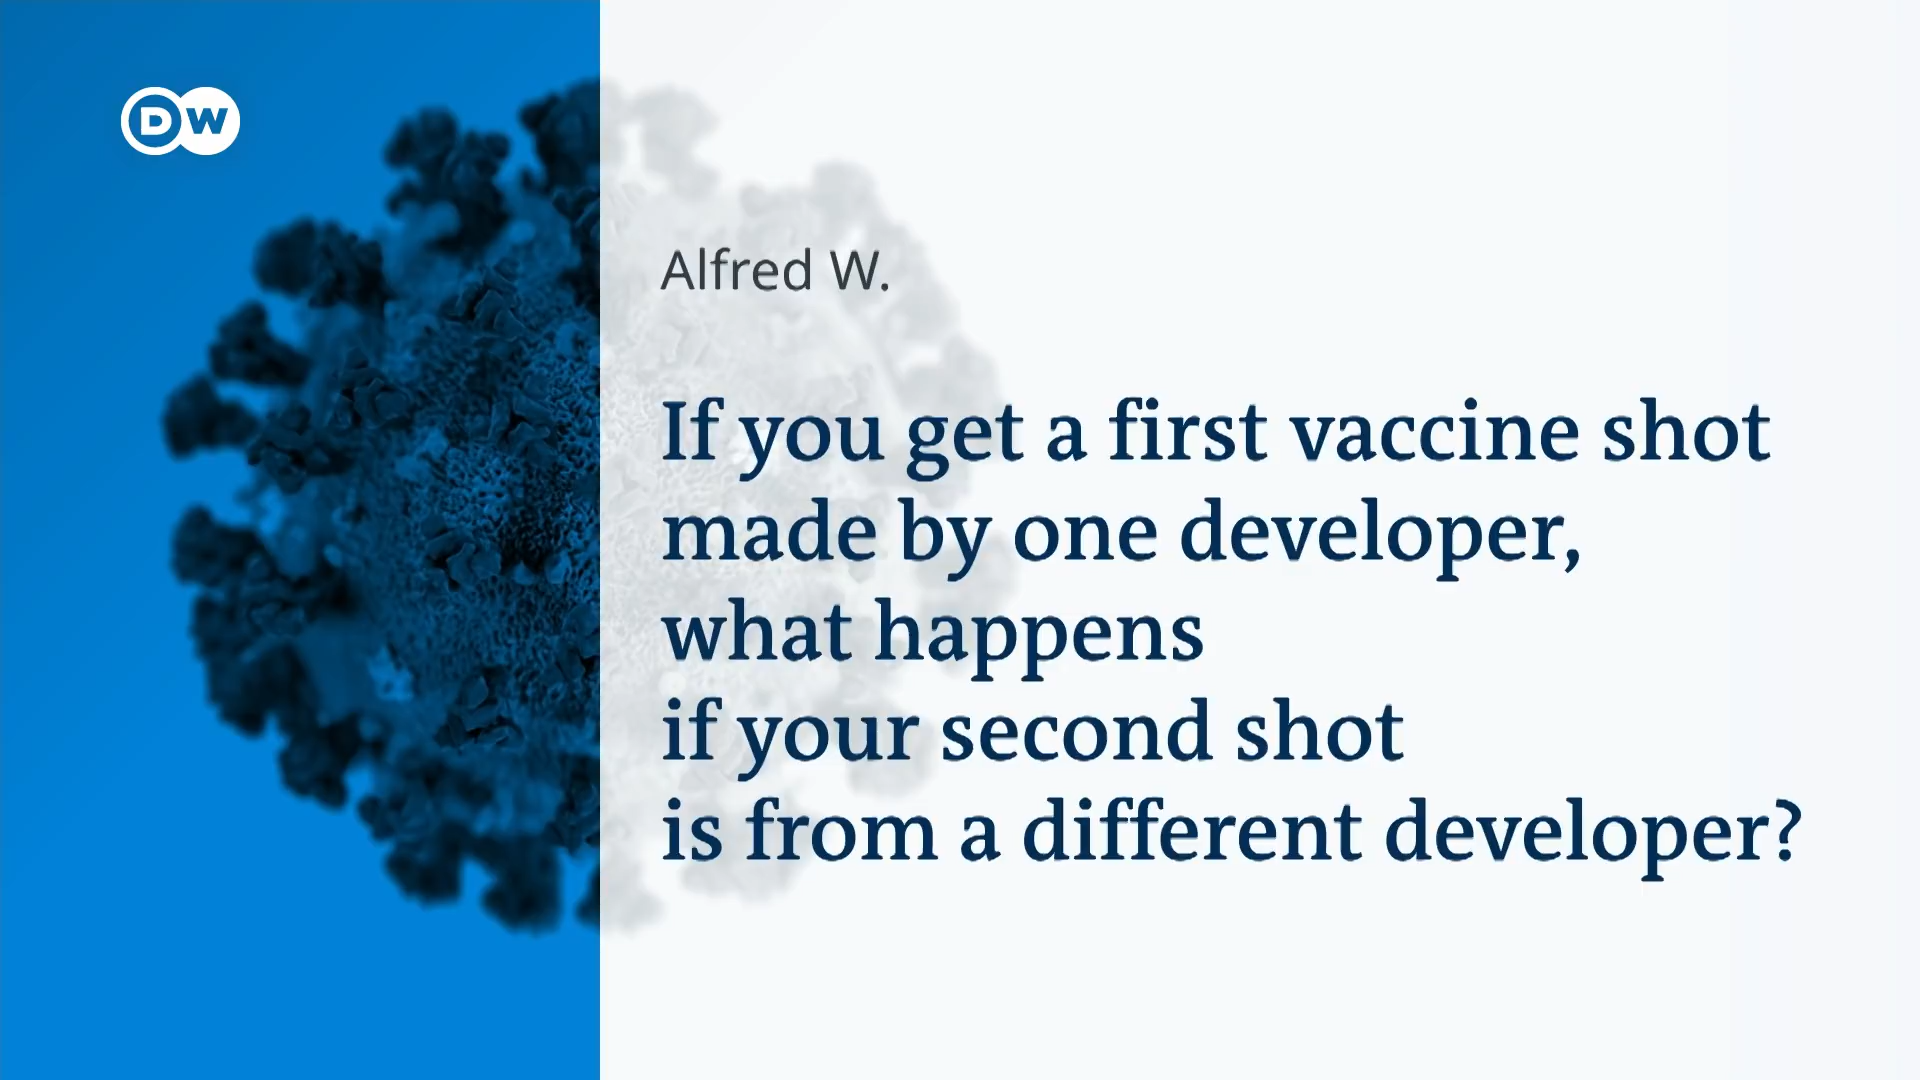 DW
Alfred W.
If you get a first vaccine shot
made by one developer,
what happens
if your second shot
is from a different developer?